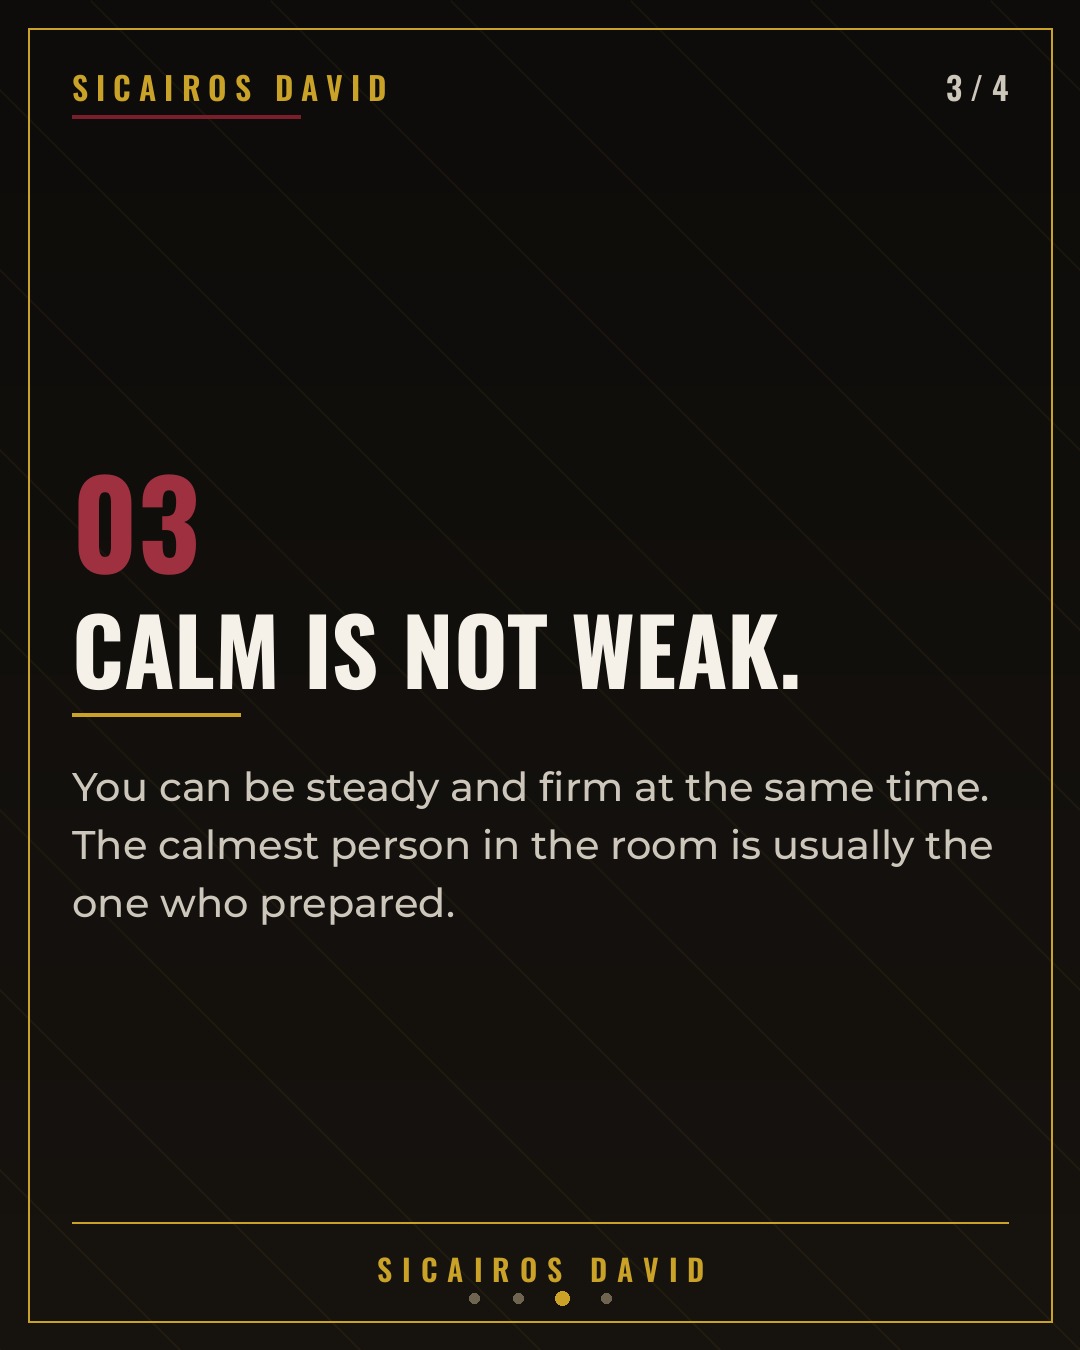 SICAIROS DAVID
3 / 4
03
CALM IS NOT WEAK.
You can be steady and firm at the same time.
The calmest person in the room is usually the
one who prepared.
SICAIROS DAVID